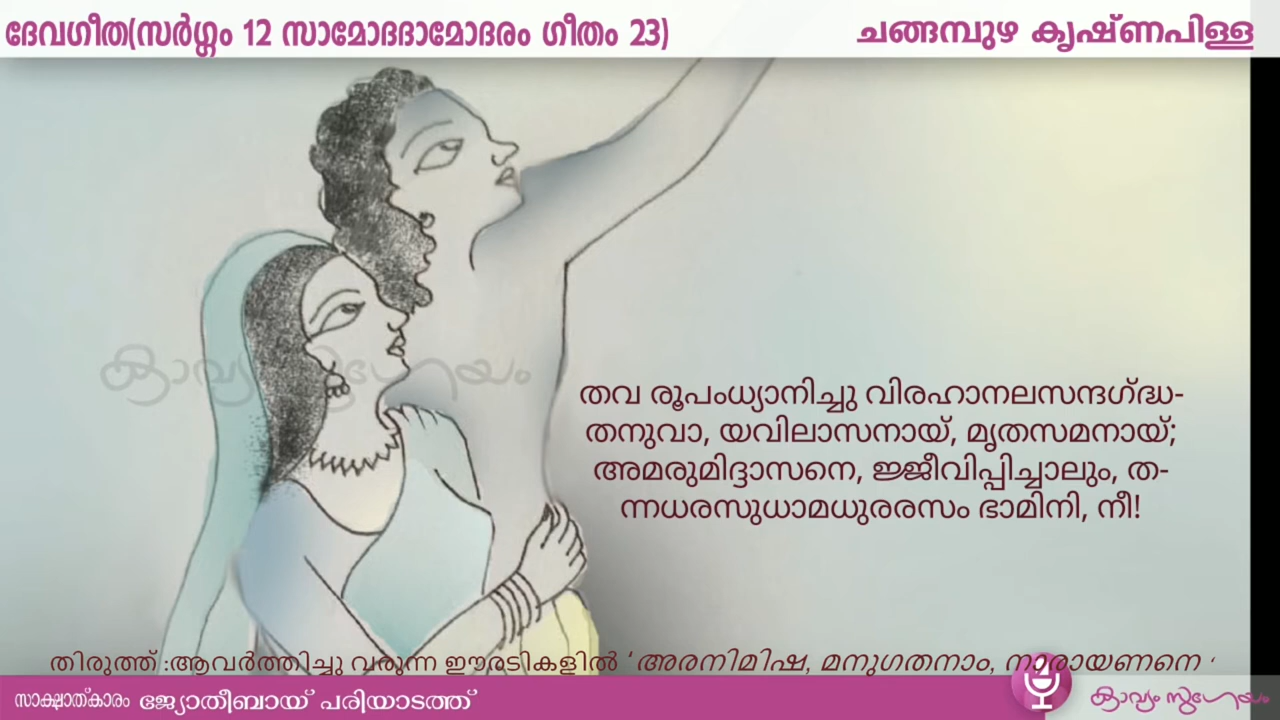 ദേവഗീത(സർഗ്ഗം 12 സാമോദദാമോദരം ഗീതം 23)
ചങ്ങമ്പുഴ കൃഷ്ണപിള്ള
കാവ്യം സുഗേയം
തവ രൂപംധ്യാനിച്ചു വിരഹാനലസന്ദഗ്ദ്ധ-
തനുവാ, യവിലാസനായ്, മൃതസമനായ്;
അമരുമിദ്ദാസനെ, ജ്ജീവിപ്പിച്ചാലും, ത-
ന്നധരസുധാമധുരരസം ഭാമിനി, നീ!
തിരുത്ത് :ആവർത്തിച്ചു വരുന്ന ഈരടികളിൽ ‘അരനിമിഷ, മനുഗതനാം, നാരായണനെ ‘
സാക്ഷാത്കാരം ജ്യോതീബായ് പരിയാടത്ത്
കാവ്യം സുഗേയം